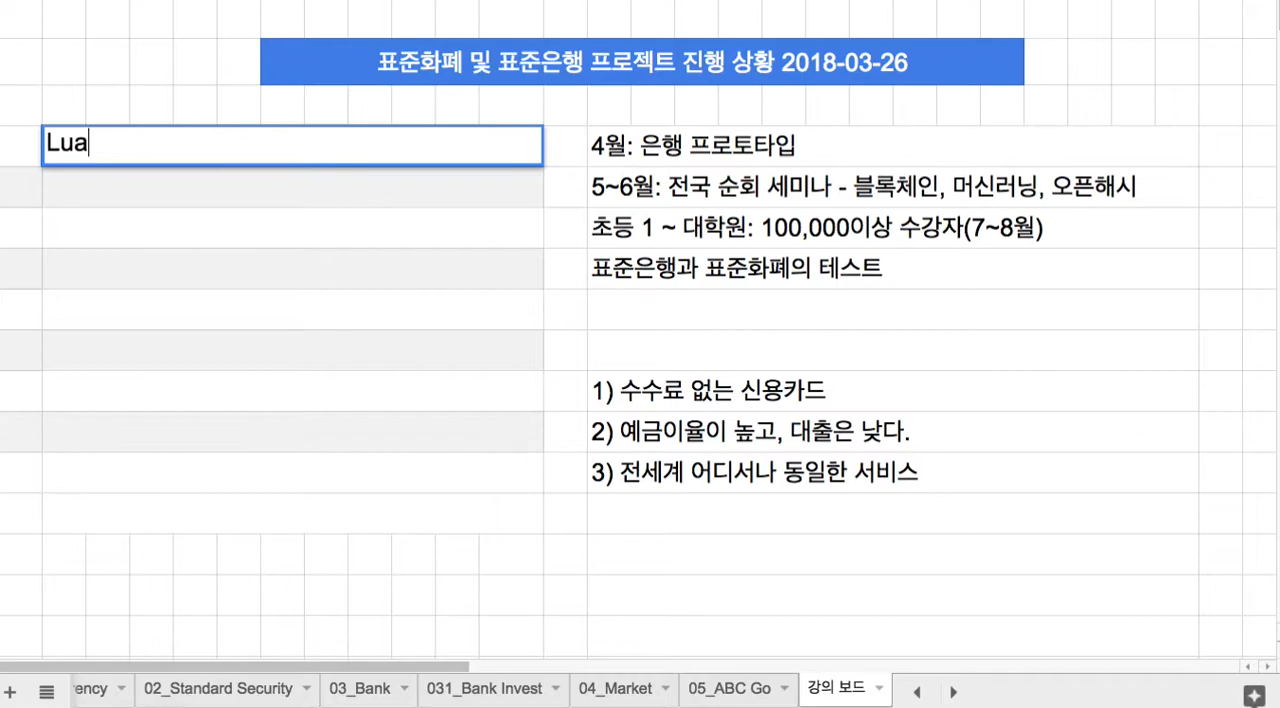 표준화폐 및 표준은행 프로젝트 진행 상황 2018-03-26
Lua
4월: 은행 프로토타입
5~6월: 전국 순회 세미나 - 블록체인, 머신러닝, 오픈해시
초등 1 ~ 대학원: 100,000이상 수강자(7~8월)
표준은행과 표준화폐의 테스트
1) 수수료 없는 신용카드
2) 예금이율이 높고, 대출은 낮다.
3) 전세계 어디서나 동일한 서비스
ency 02_Standard Security 03_Bank 031_Bank Invest 04_Market 05_ABC Go 강의 보드